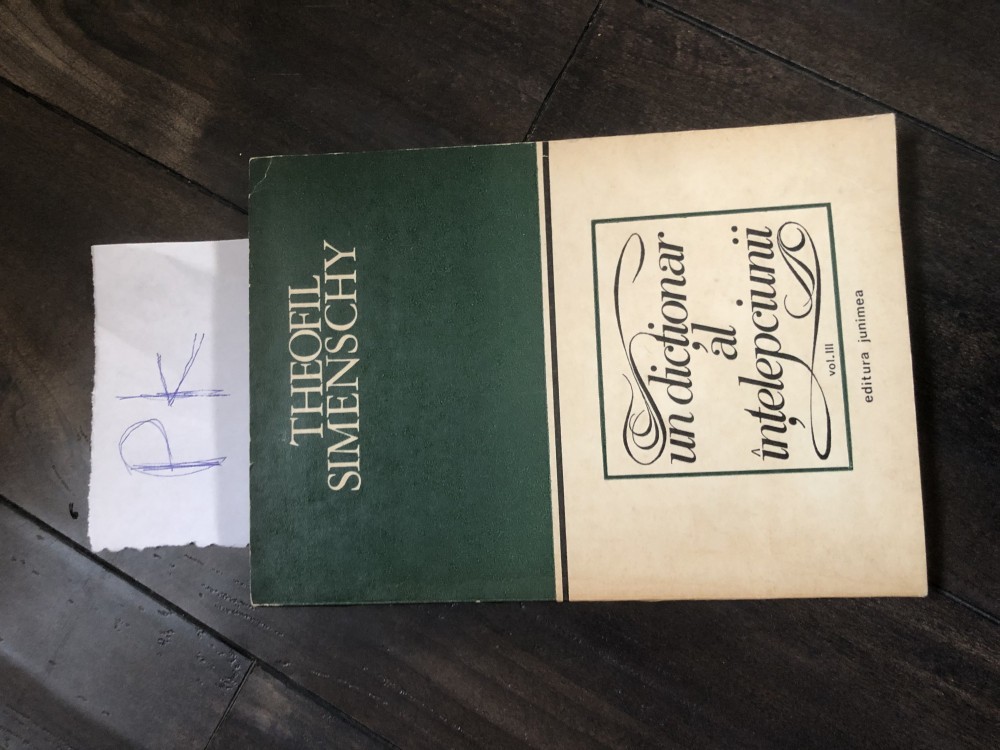 PK
THEOFIL
SIMENSCHY
un dicționar
al
înțelepciunii
vol.III
editura junimea